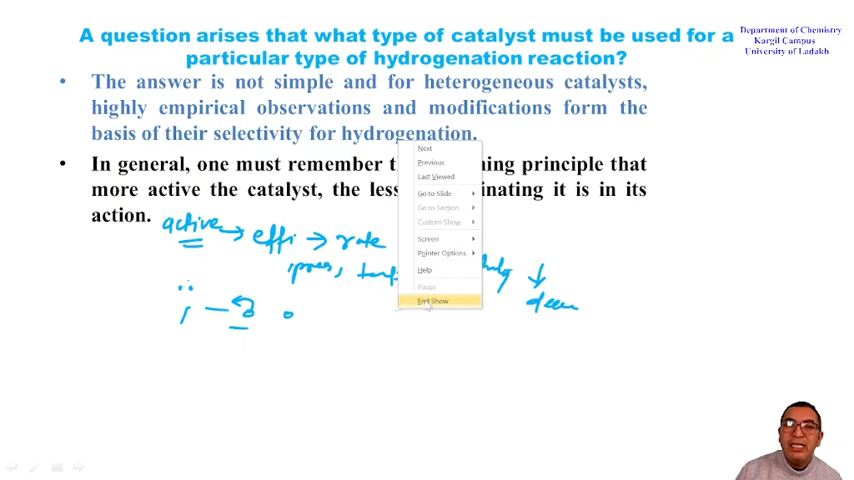 A question arises that what type of catalyst must be used for a
particular type of hydrogenation reaction?
Department of Chemistry
Kargil Campus
University of Ladakh
• The answer is not simple and for heterogeneous catalysts,
highly empirical observations and modifications form the
basis of their selectivity for hydrogenation.
• In general, one must remember ning principle that
more active the catalyst, the less inating it is in its
action.
active → effi → rate
Next
Previous
Last Viewed
Go to Slide
Go to Section
Custom Show
Screen
Pointer Options
Help
Pause
End Show